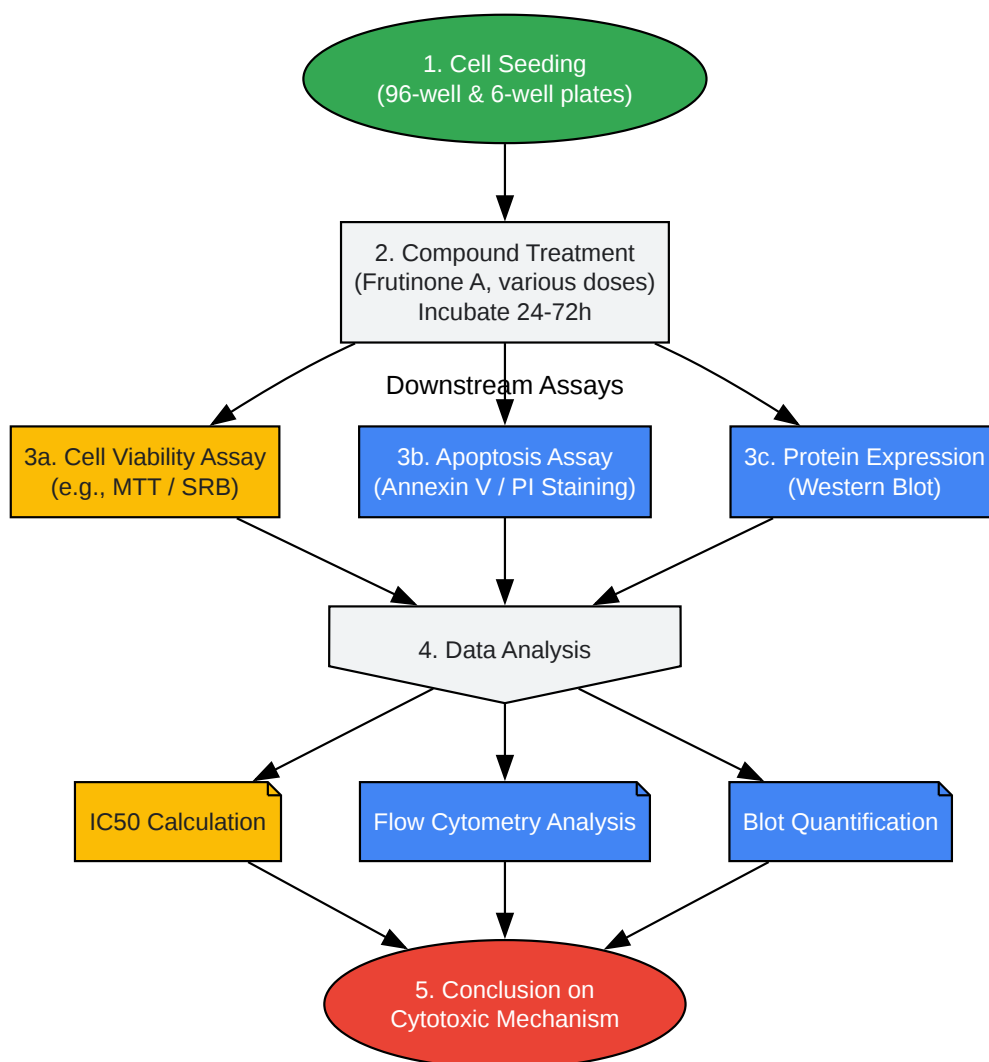 1. Cell Seeding
(96-well & 6-well plates)
2. Compound Treatment
(Frutinone A, various doses)
Incubate 24-72h
Downstream Assays
3a. Cell Viability Assay
(e.g., MTT / SRB)
3b. Apoptosis Assay
(Annexin V / PI Staining)
3c. Protein Expression
(Western Blot)
4. Data Analysis
IC50 Calculation
Flow Cytometry Analysis
Blot Quantification
5. Conclusion on
Cytotoxic Mechanism